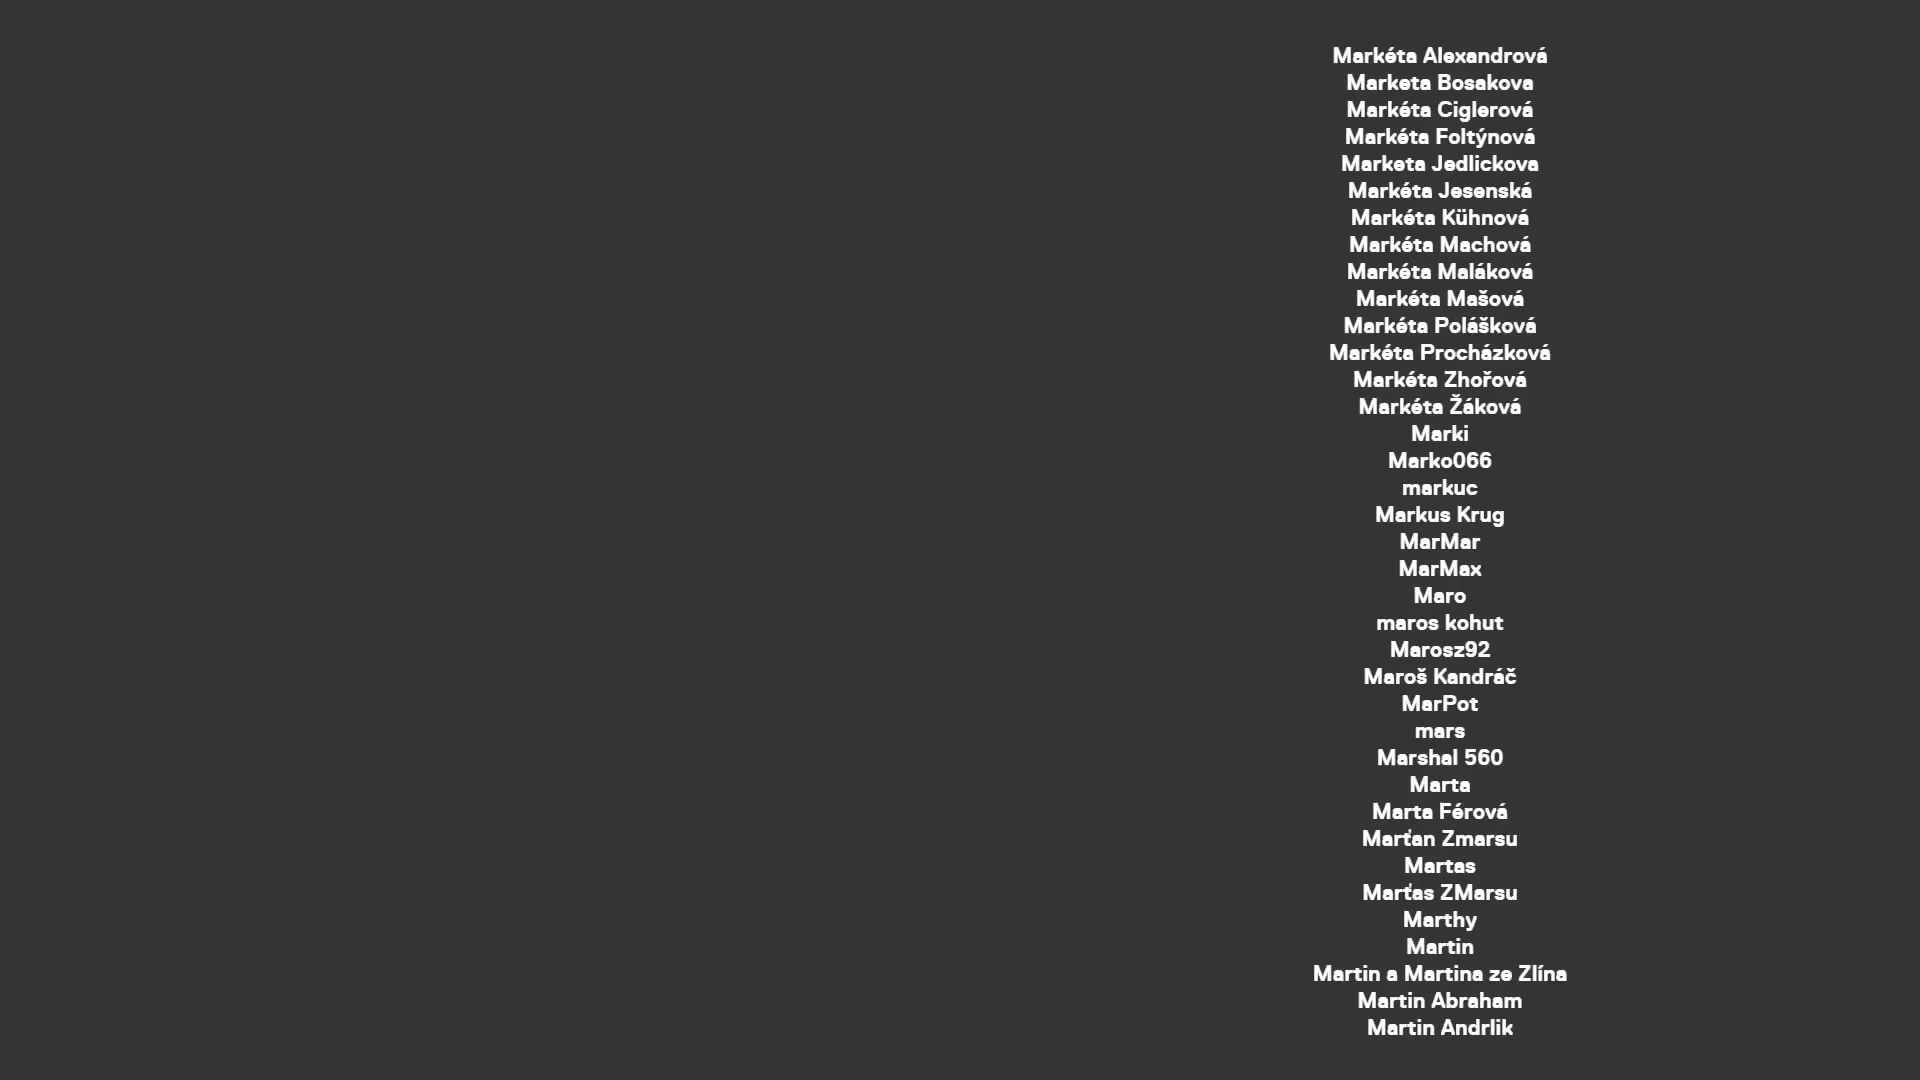 Markéta Alexandrová
Marketa Bosakova
Markéta Ciglerová
Markéta Foltýnová
Marketa Jedlickova
Markéta Jesenská
Markéta Kühnová
Markéta Machová
Markéta Maláková
Markéta Mašová
Markéta Polášková
Markéta Procházková
Markéta Zhořová
Markéta Žáková
Marki
Marko066
markuc
Markus Krug
MarMar
MarMax
Maro
maros kohut
Marosz92
Maroš Kandráč
MarPot
mars
Marshal 560
Marta
Marta Férová
Marťan Zmarsu
Martas
Marťas ZMarsu
Marthy
Martin
Martin a Martina ze Zlína
Martin Abraham
Martin Andrlik